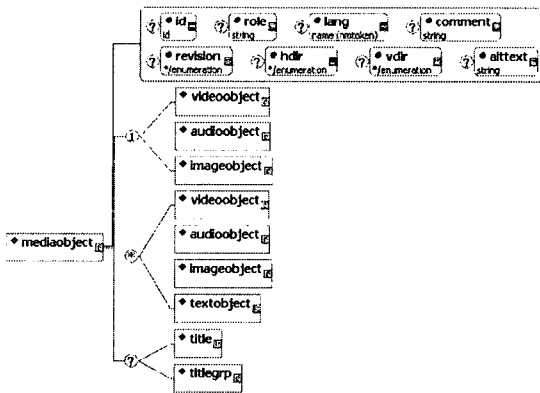 ? id ? role ? lang ? comment
id string name (nmtoken) string
? revision ? hdir ? vdir ? alttext
*/enumeration */enumeration */enumeration string
videoobject
1 audioobject
imageobject
videoobject
mediaobject audioobject
* imageobject
textobject
title
?
titlegrp